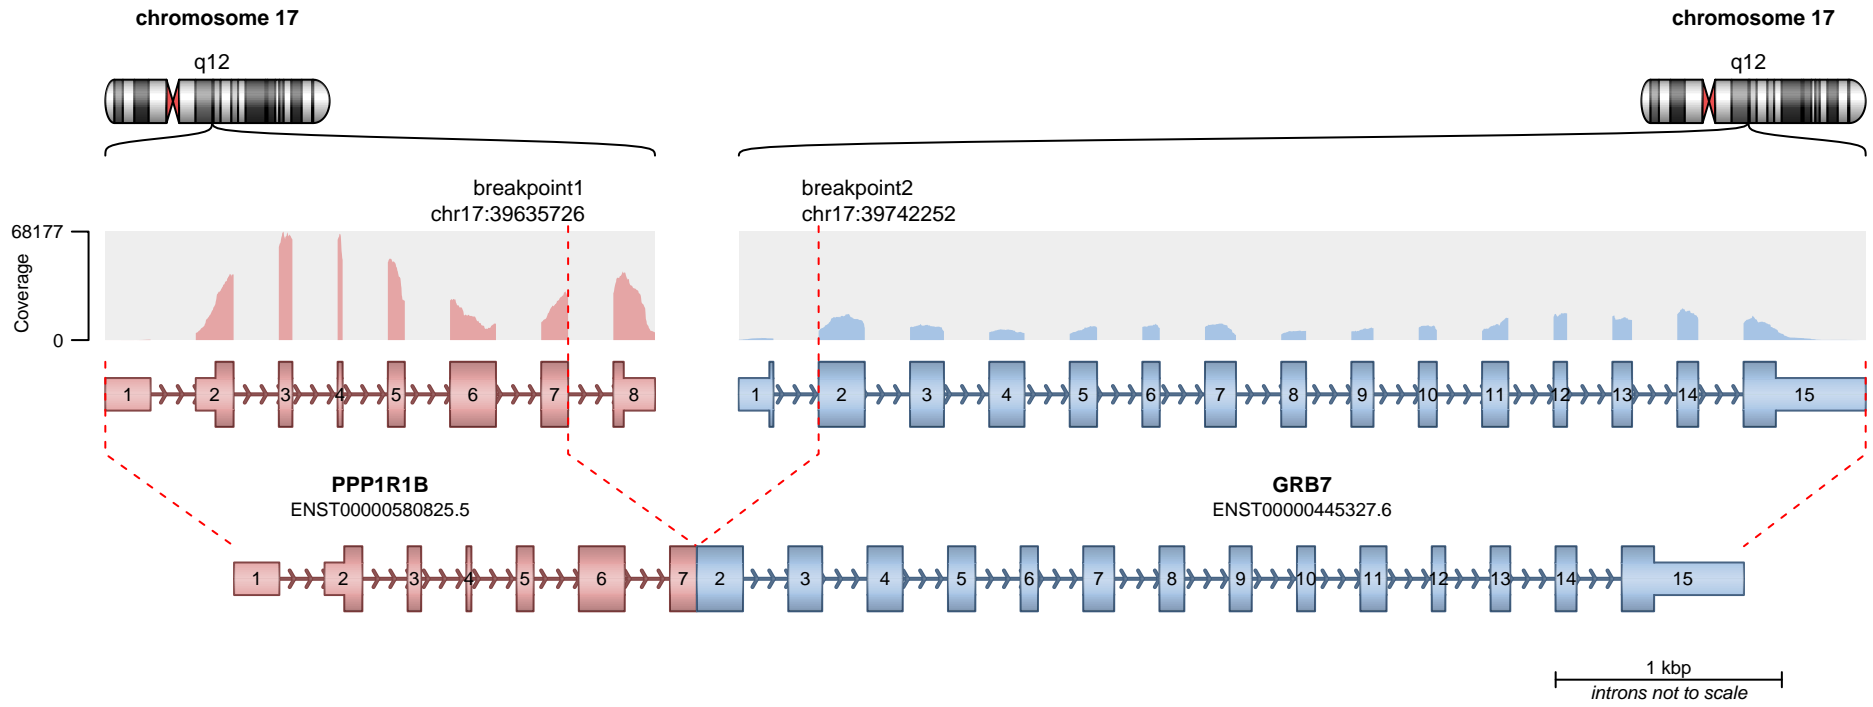 chromosome 17
chromosome 17
q12
q12
breakpoint1
chr17:39635726
breakpoint2
chr17:39742252
68177
0
Coverage
1 2 3 4 5 6 7 8
1 2 3 4 5 6 7 8 9 10 11 12 13 14 15
PPP1R1B
ENST00000580825.5
GRB7
ENST00000445327.6
1 2 3 4 5 6 7 2 3 4 5 6 7 8 9 10 11 12 13 14 15
1 kbp
introns not to scale